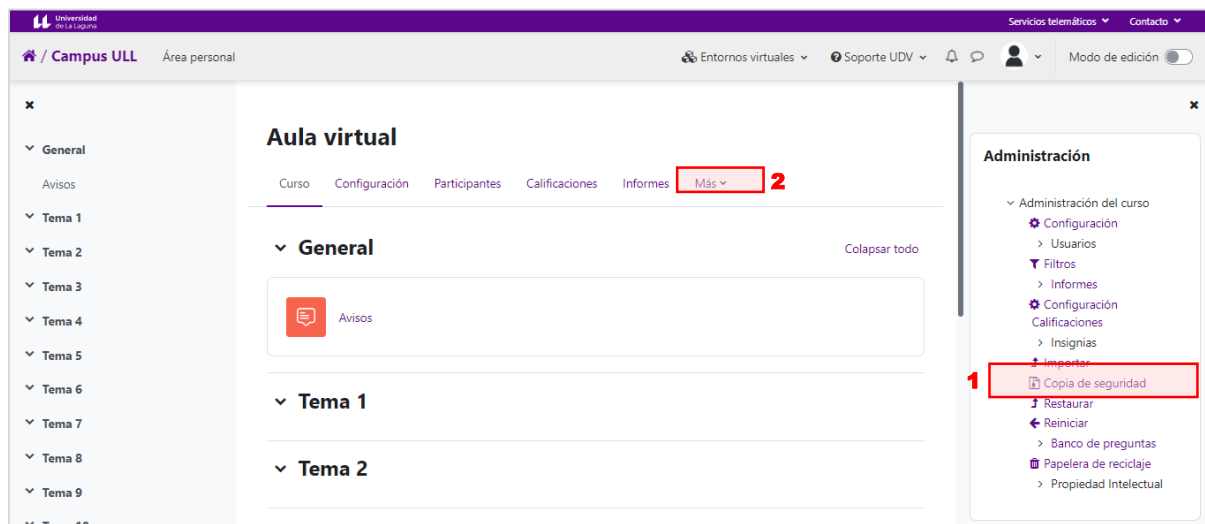 Universidad
de La Laguna
Servicios telemáticos
Contacto
/ Campus ULL
Área personal
Entornos virtuales
Soporte UDV
Modo de edición
General
Avisos
Tema 1
Tema 2
Tema 3
Tema 4
Tema 5
Tema 6
Tema 7
Tema 8
Tema 9
Aula virtual
Curso
Configuración
Participantes
Calificaciones
Informes
Más
2
General
Colapsar todo
Avisos
Tema 1
Tema 2
Administración
Administración del curso
Configuración
Usuarios
Filtros
Informes
Configuración
Calificaciones
Insignias
Importar
1
Copia de seguridad
Restaurar
Reiniciar
Banco de preguntas
Papelera de reciclaje
Propiedad Intelectual